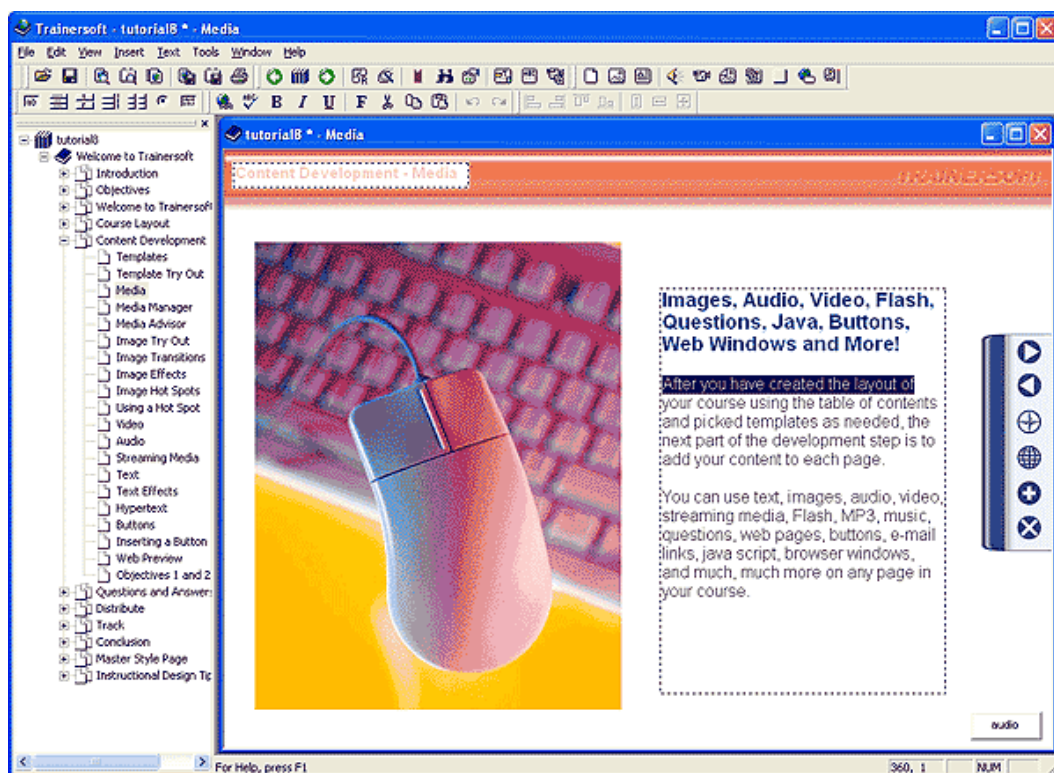 Trainersoft - tutorial8 * - Media
File Edit View Insert Text Tools Window Help
B I U F
tutorial8
Welcome to Trainersoft
Introduction
Objectives
Welcome to Trainersoft
Course Layout
Content Development
Templates
Template Try Out
Media
Media Manager
Media Advisor
Image Try Out
Image Transitions
Image Effects
Image Hot Spots
Using a Hot Spot
Video
Audio
Streaming Media
Text
Text Effects
Hypertext
Buttons
Inserting a Button
Web Preview
Objectives 1 and 2
Questions and Answer
Distribute
Track
Conclusion
Master Style Page
Instructional Design Tip
tutorial8 * - Media
Content Development - Media
TRAINERSOFT
Images, Audio, Video, Flash,
Questions, Java, Buttons,
Web Windows and More!
After you have created the layout of
your course using the table of contents
and picked templates as needed, the
next part of the development step is to
add your content to each page.
You can use text, images, audio, video,
streaming media, Flash, MP3, music,
questions, web pages, buttons, e-mail
links, java script, browser windows,
and much, much more on any page in
your course.
audio
For Help, press F1
360, 1 NUM